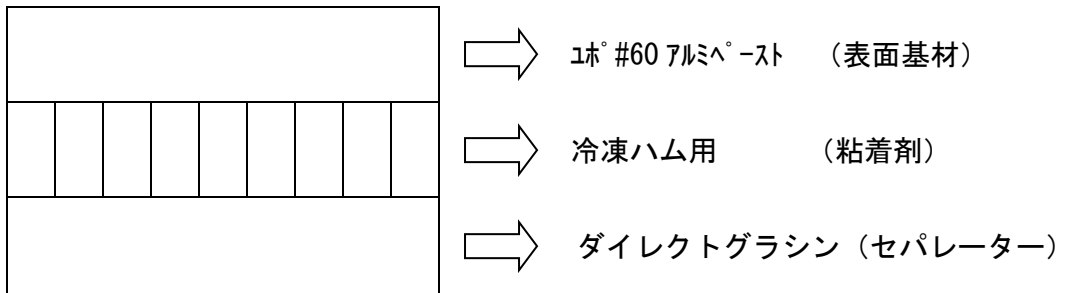 ﾕﾎﾟ#60 ｱﾙﾐﾍﾟｰｽﾄ （表面基材）
冷凍ハム用 （粘着剤）
ダイレクトグラシン（セパレーター）